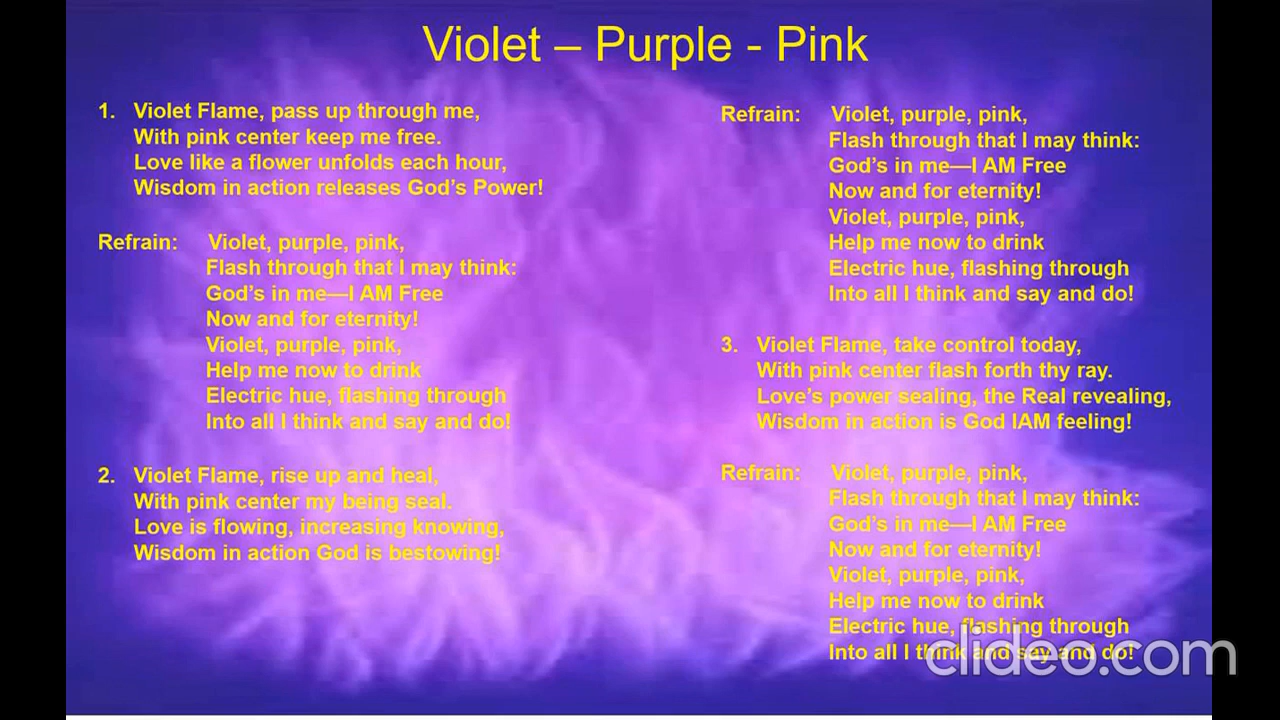 Violet – Purple - Pink
1. Violet Flame, pass up through me,
With pink center keep me free.
Love like a flower unfolds each hour,
Wisdom in action releases God's Power!
Refrain: Violet, purple, pink,
Flash through that I may think:
God's in me—I AM Free
Now and for eternity!
Violet, purple, pink,
Help me now to drink
Electric hue, flashing through
Into all I think and say and do!
2. Violet Flame, rise up and heal,
With pink center my being seal.
Love is flowing, increasing knowing,
Wisdom in action God is bestowing!
Refrain: Violet, purple, pink,
Flash through that I may think:
God's in me—I AM Free
Now and for eternity!
Violet, purple, pink,
Help me now to drink
Electric hue, flashing through
Into all I think and say and do!
3. Violet Flame, take control today,
With pink center flash forth thy ray.
Love's power sealing, the Real revealing,
Wisdom in action is God IAM feeling!
Refrain: Violet, purple, pink,
Flash through that I may think:
God's in me—I AM Free
Now and for eternity!
Violet, purple, pink,
Help me now to drink
Electric hue, flashing through
Into all I think and say and do!
clideo.com